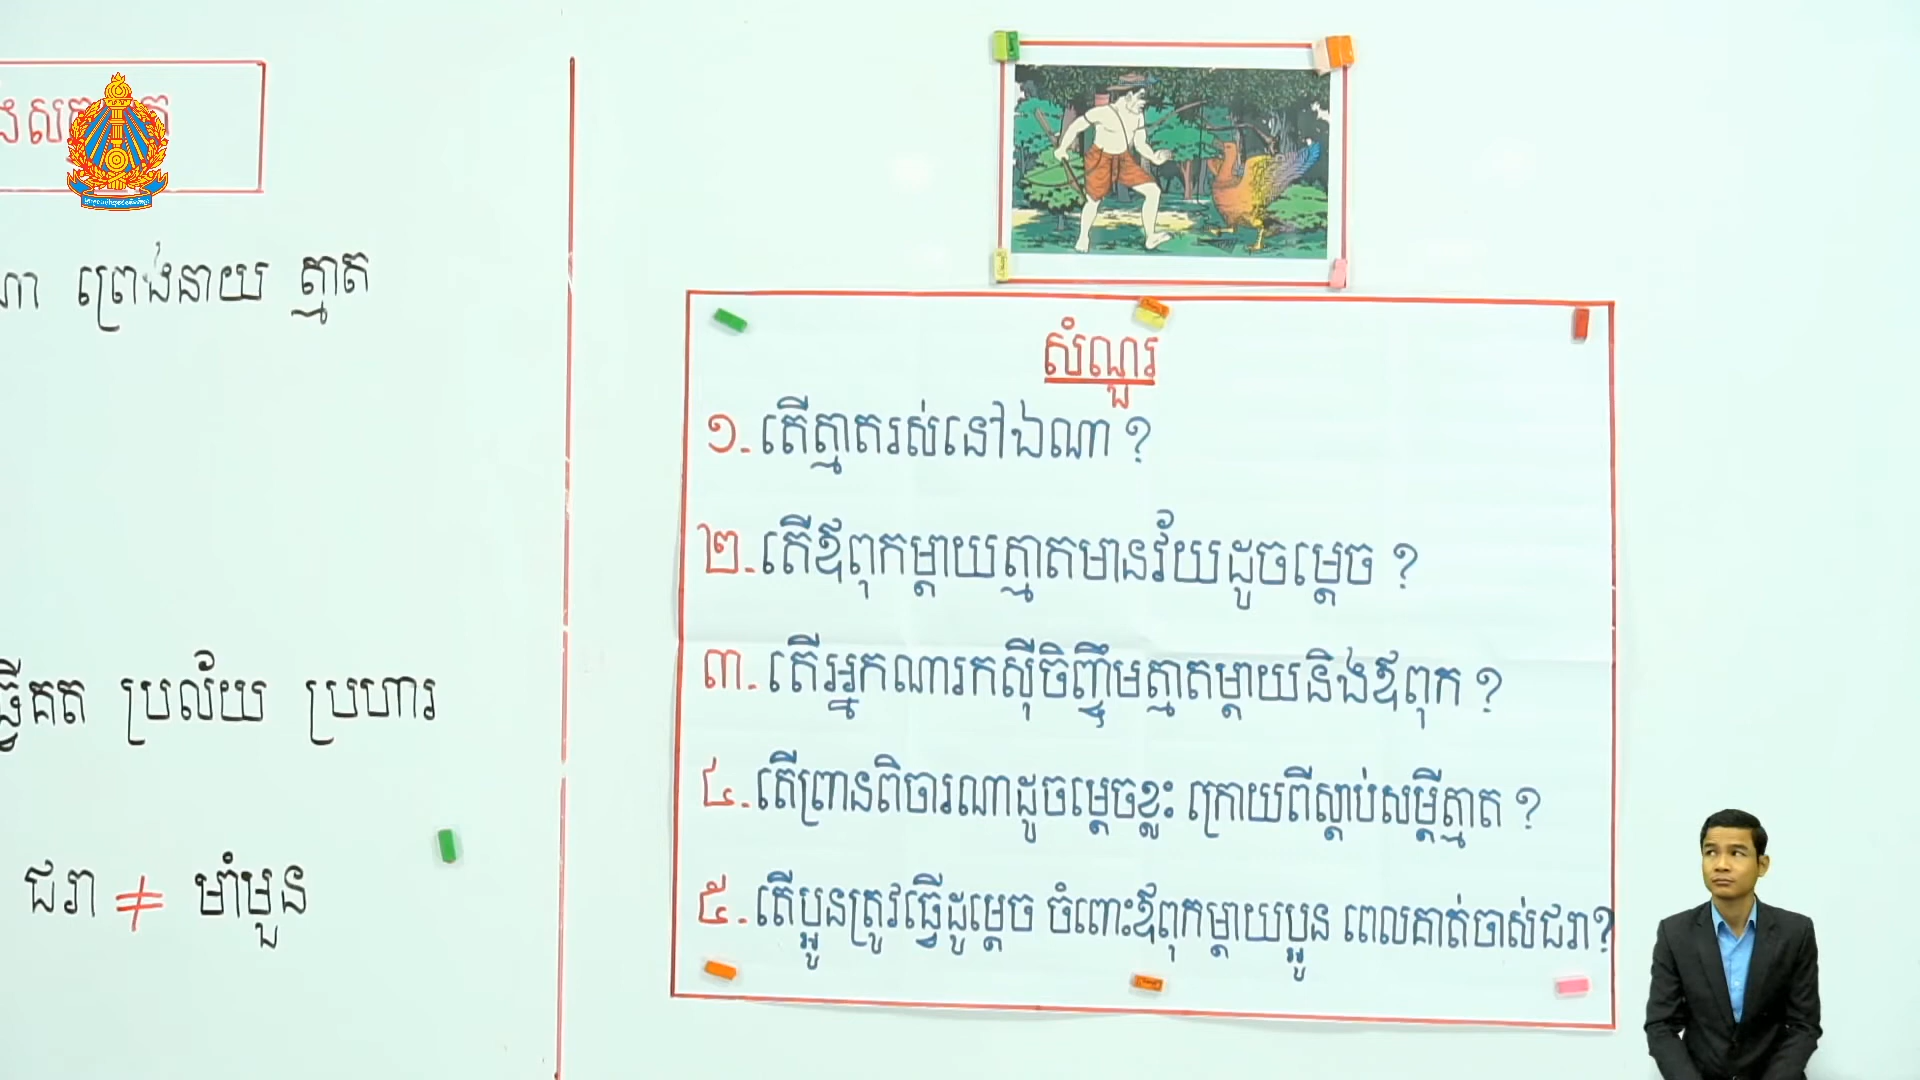 ព្រេងនាយ ត្មាត
ប្រល័យ ប្រហារ
ជរា ≠ មាំមួន
សំណួរ
១. តើត្មាតរស់នៅឯណា ?
២. តើឪពុកម្ដាយត្មាតមានវ័យដូចម្ដេច ?
៣. តើអ្នកណារកស៊ីចិញ្ចឹមត្មាតម្ដាយនិងឪពុក ?
៤. តើព្រានពិចារណាដូចម្ដេចខ្លះ ក្រោយពីស្ដាប់សម្ដីត្មាត ?
៥. តើប្អូនត្រូវធ្វើដូម្ដេច ចំពោះឪពុកម្ដាយប្អូន ពេលគាត់ចាស់ជរា?